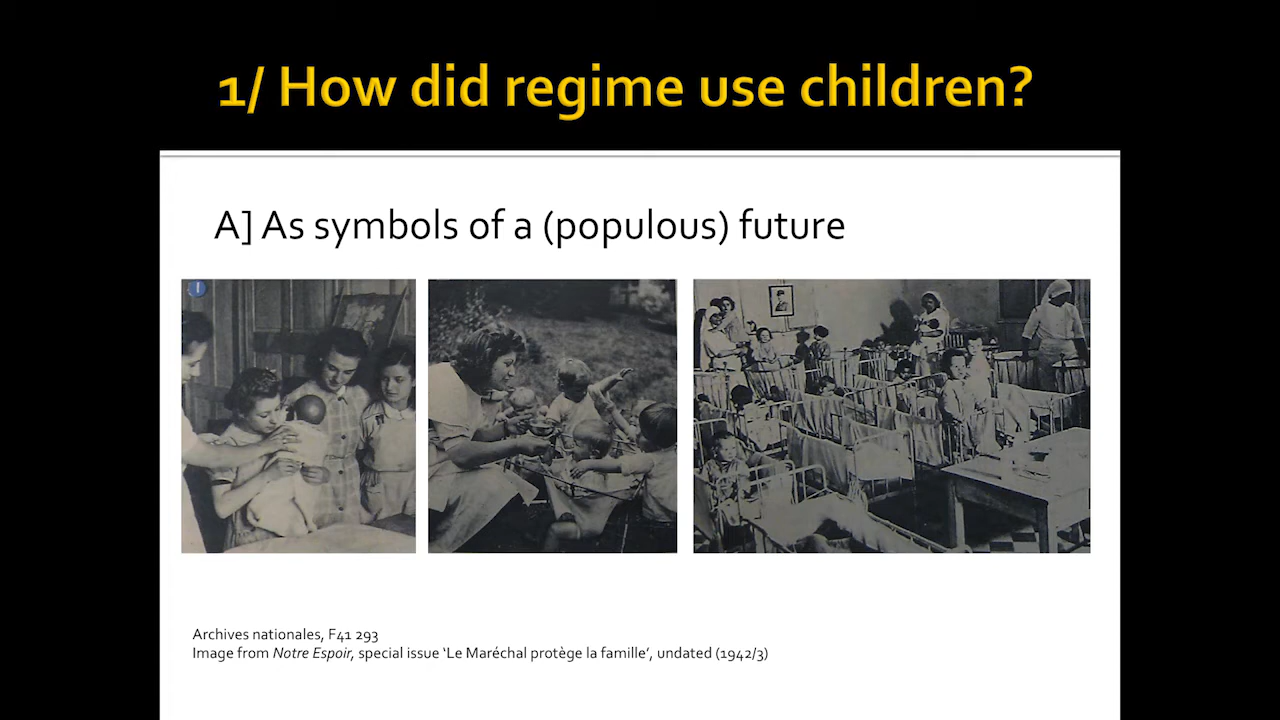 1/ How did regime use children?
A] As symbols of a (populous) future
Archives nationales, F41 293
Image from Notre Espoir, special issue ‘Le Maréchal protège la famille’, undated (1942/3)